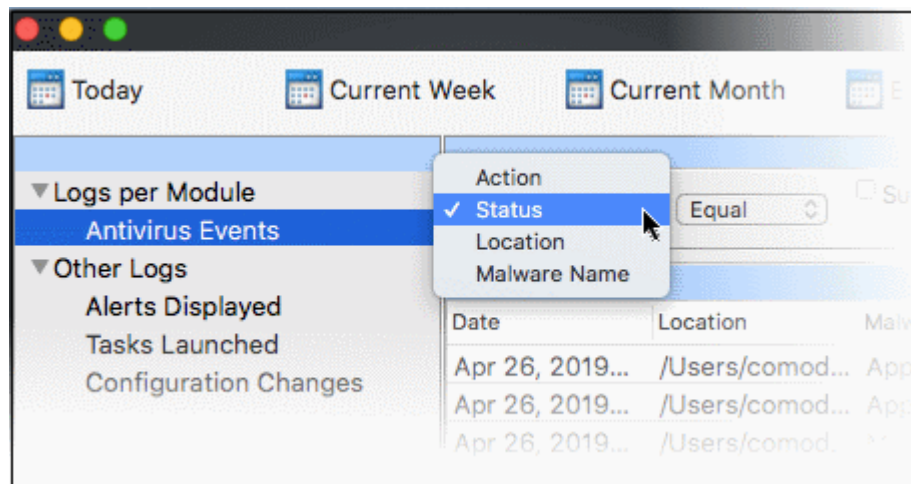 Today Current Week Current Month
Logs per Module
Antivirus Events
Other Logs
Alerts Displayed
Tasks Launched
Configuration Changes
Action
✓ Status
Location
Malware Name
Equal
Date Location
Apr 26, 2019... /Users/comod...
Apr 26, 2019... /Users/comod...
Apr 26, 2019... /Users/comod.